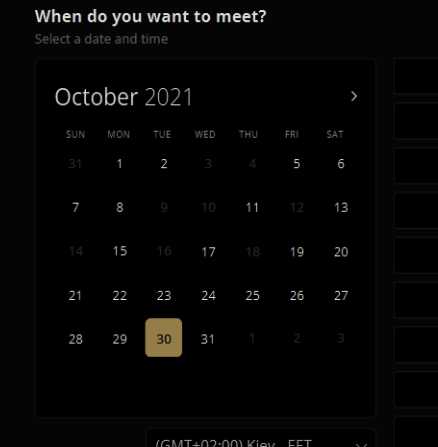 When do you want to meet?
Select a date and time
October 2021
SUN MON TUE WED THU FRI SAT
31 1 2 3 4 5 6
7 8 9 10 11 12 13
14 15 16 17 18 19 20
21 22 23 24 25 26 27
28 29 30 31 1 2 3
(GMT+02:00) Kiev EET